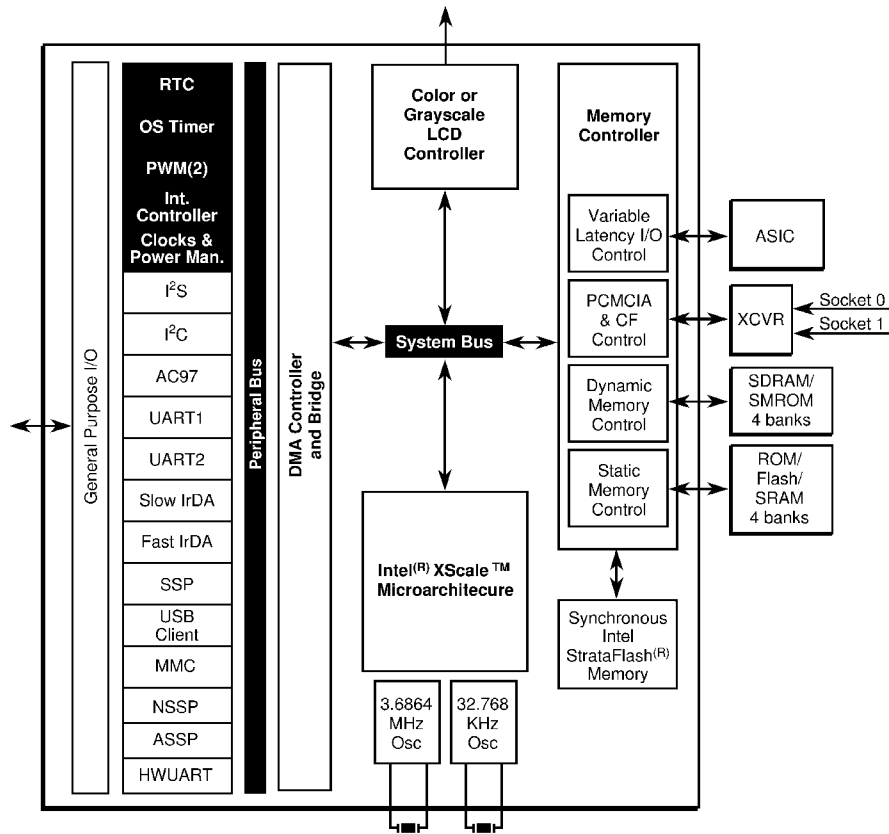 General Purpose I/O
RTC
OS Timer
PWM(2)
Int.
Controller
Clocks &
Power Man.
I²S
I²C
AC97
UART1
UART2
Slow IrDA
Fast IrDA
SSP
USB
Client
MMC
NSSP
ASSP
HWUART
Peripheral Bus
DMA Controller
and Bridge
Color or
Grayscale
LCD
Controller
System Bus
Intel(R) XScale™
Microarchitecure
3.6864
MHz
Osc
32.768
KHz
Osc
Memory
Controller
Variable
Latency I/O
Control
PCMCIA
& CF
Control
Dynamic
Memory
Control
Static
Memory
Control
Synchronous
Intel
StrataFlash(R)
Memory
ASIC
XCVR
Socket 0
Socket 1
SDRAM/
SMROM
4 banks
ROM/
Flash/
SRAM
4 banks